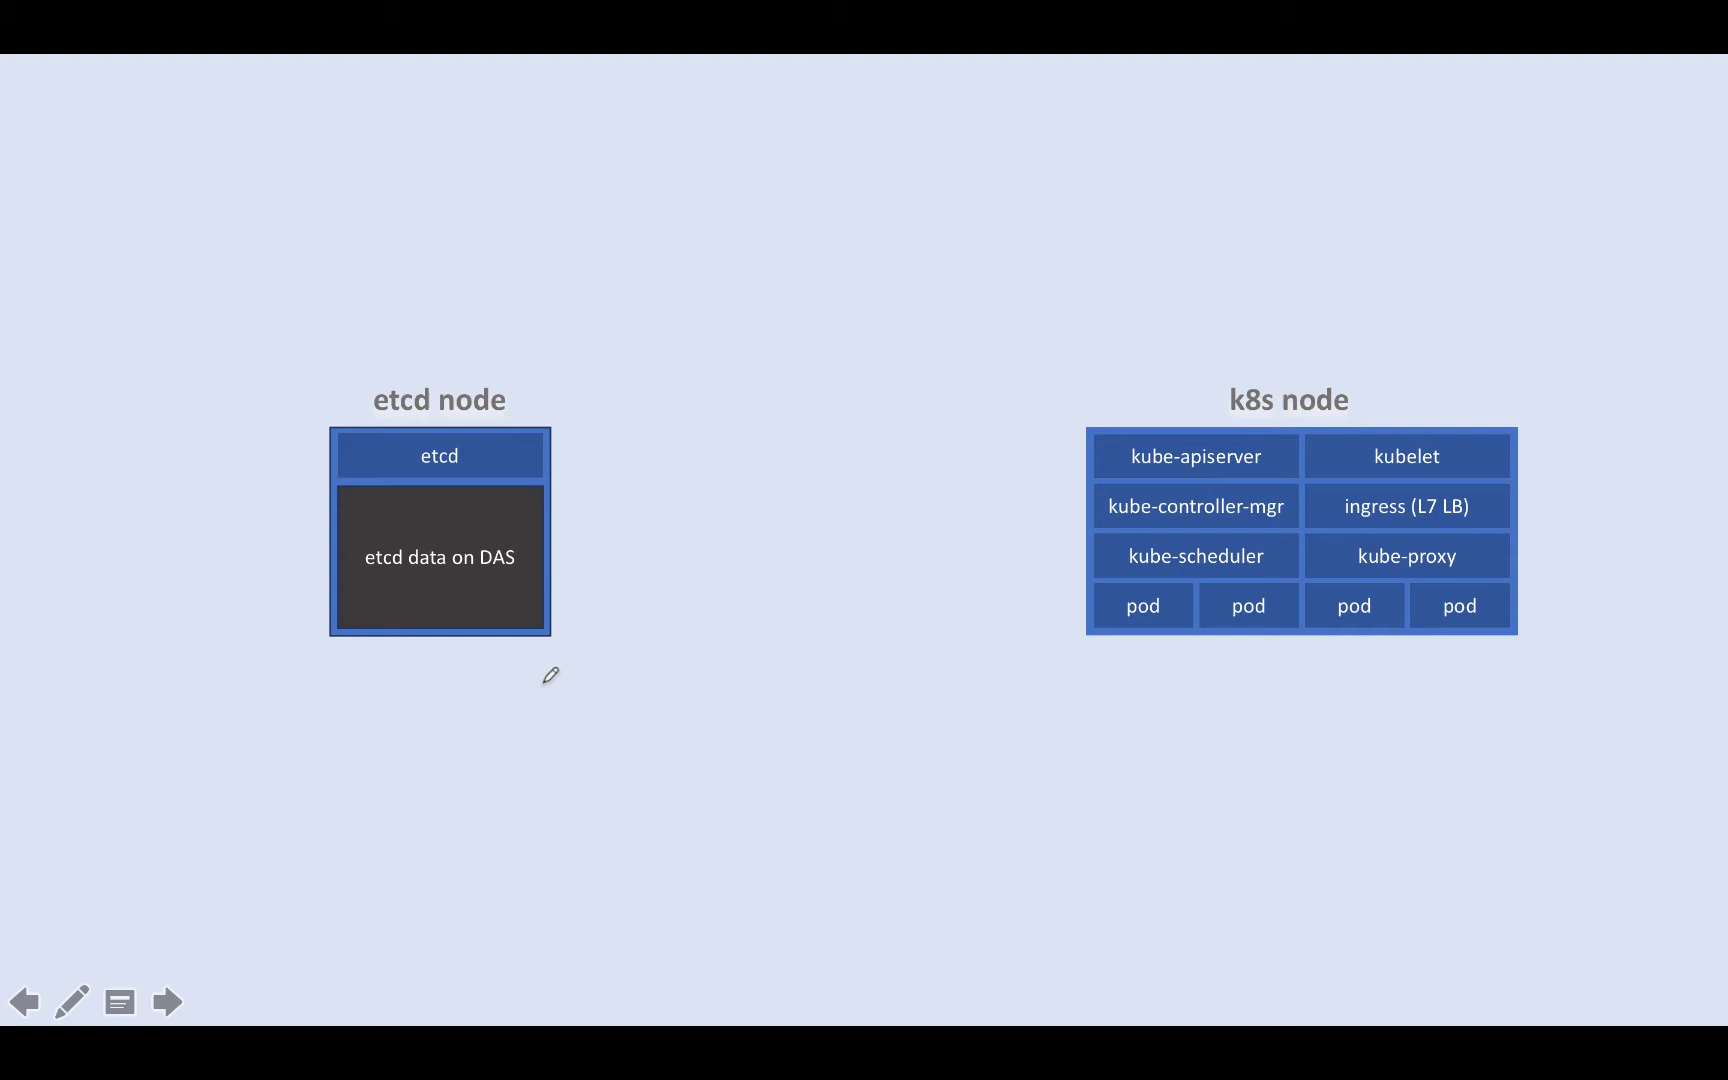 etcd node
etcd
etcd data on DAS
k8s node
kube-apiserver
kubelet
kube-controller-mgr
ingress (L7 LB)
kube-scheduler
kube-proxy
pod
pod
pod
pod